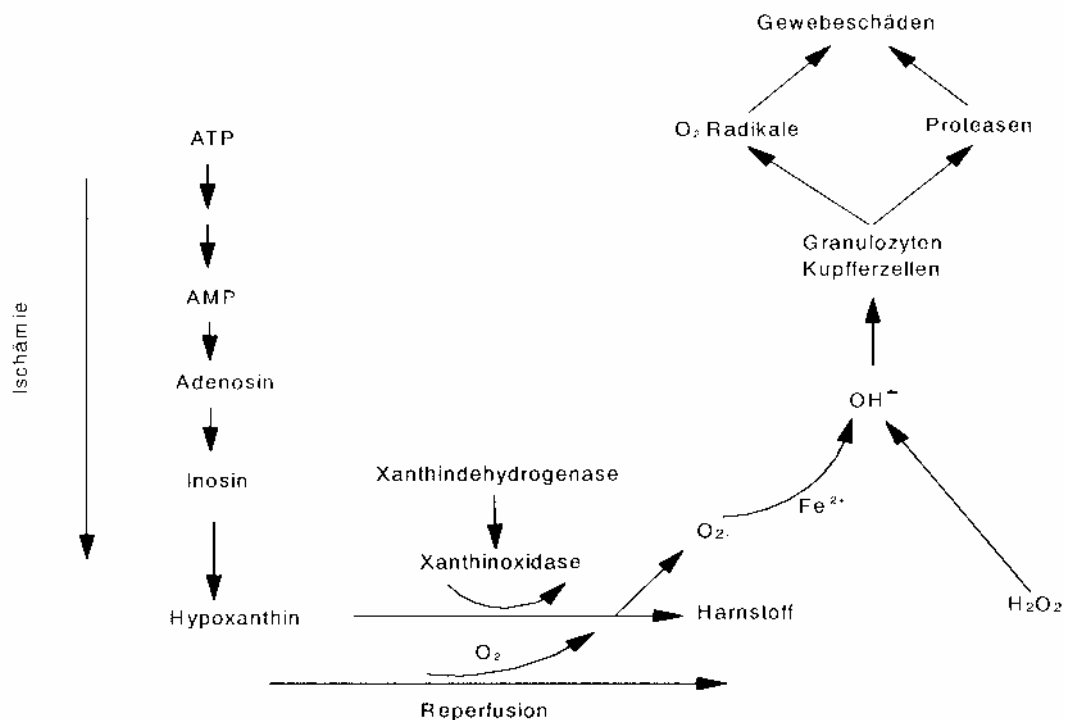 Gewebeschäden
O₂ Radikale
Proteasen
ATP
Granulozyten
Kupfferzellen
AMP
Ischämie
Adenosin
OH⁻
Inosin
Xanthindehydrogenase
Fe²⁺
O₂.
Xanthinoxidase
Hypoxanthin
Harnstoff
H₂O₂
O₂
Reperfusion